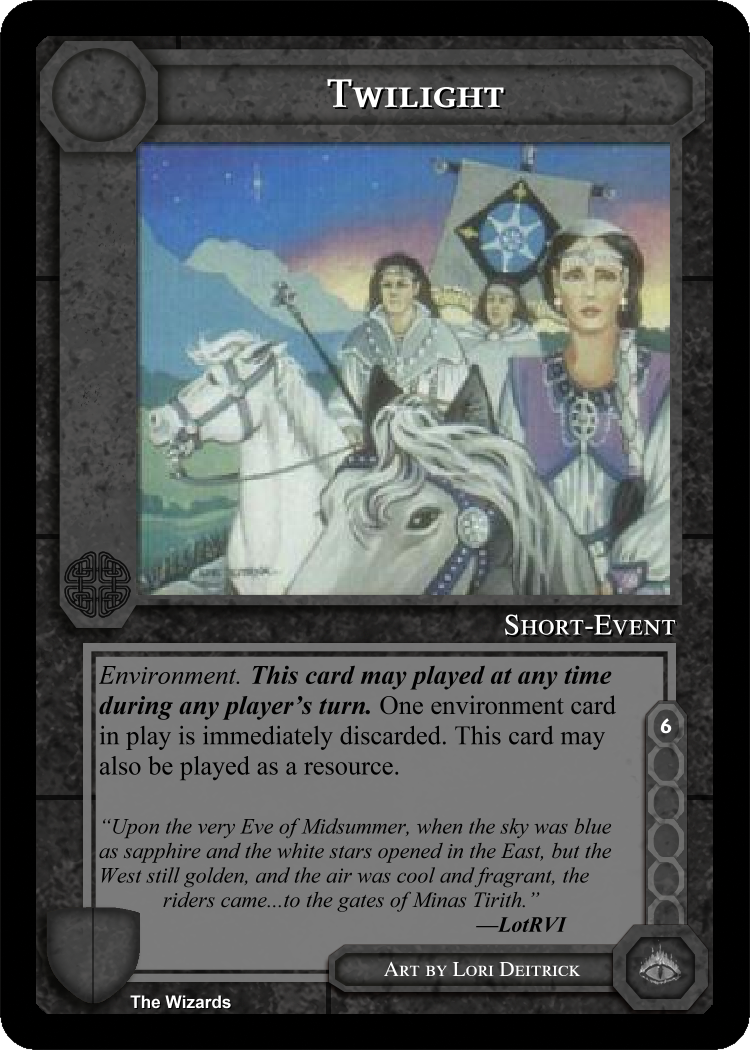 Twilight
Short-Event
Environment. This card may played at any time
during any player's turn. One environment card
in play is immediately discarded. This card may
also be played as a resource.
6
"Upon the very Eve of Midsummer, when the sky was blue
as sapphire and the white stars opened in the East, but the
West still golden, and the air was cool and fragrant, the
riders came...to the gates of Minas Tirith."
—LotRVI
Art by Lori Deitrick
The Wizards